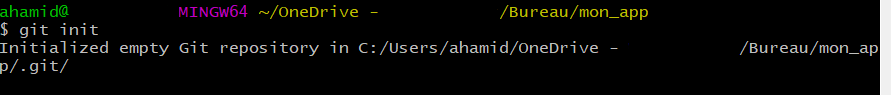 ahamid@ MINGW64 ~/OneDrive - /Bureau/mon_app
$ git init
Initialized empty Git repository in C:/Users/ahamid/OneDrive - /Bureau/mon_ap
p/.git/